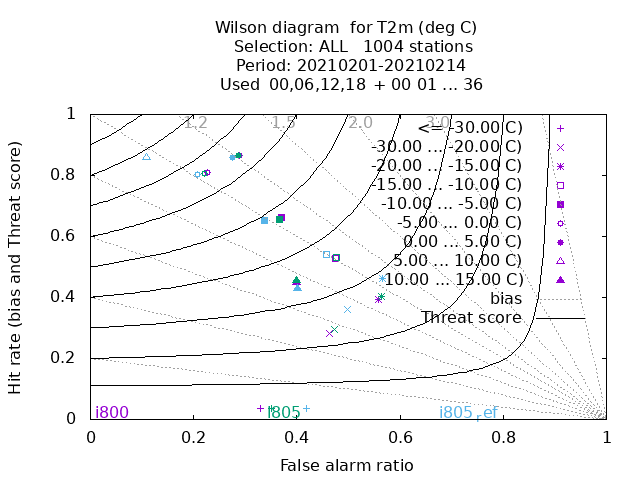 Wilson diagram for T2m (deg C)
Selection: ALL 1004 stations
Period: 20210201-20210214
Used 00,06,12,18 + 00 01 ... 36
Hit rate (bias and Threat score)
1
0.8
0.6
0.4
0.2
0
1.2 1.5 2.0 3.0
<= -30.00 C)
-30.00 ... -20.00 C)
-20.00 ... -15.00 C)
-15.00 ... -10.00 C)
-10.00 ... -5.00 C)
-5.00 ... 0.00 C)
0.00 ... 5.00 C)
5.00 ... 10.00 C)
10.00 ... 15.00 C)
bias
Threat score
i800 i805 i805ref
0 0.2 0.4 0.6 0.8 1
False alarm ratio